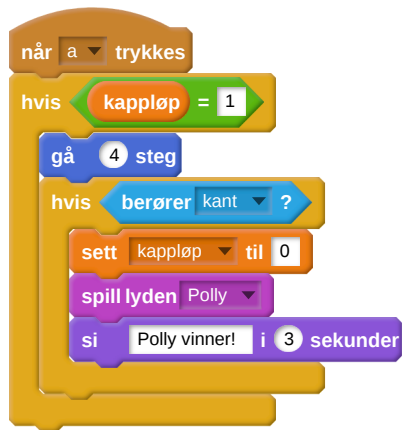 når a trykkes
hvis kappløp = 1
gå 4 steg
hvis berører kant ?
sett kappløp til 0
spill lyden Polly
si Polly vinner! i 3 sekunder